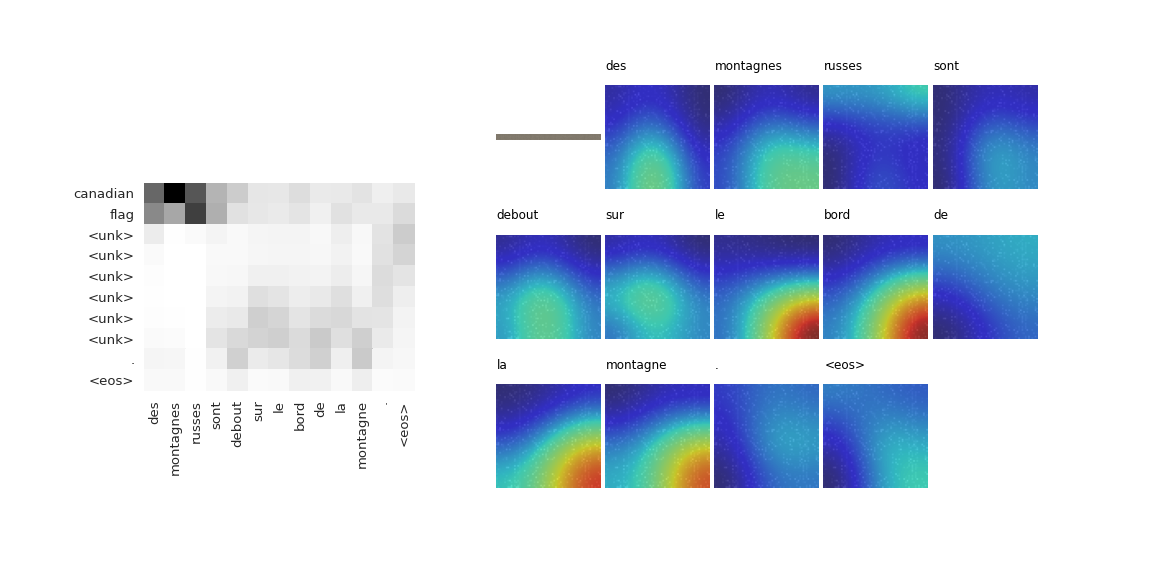 canadian
flag
<unk>
<unk>
<unk>
<unk>
<unk>
<unk>
.
<eos>
des montagnes russes sont debout sur le bord de la montagne . <eos>
des montagnes russes sont
debout sur le bord de
la montagne . <eos>